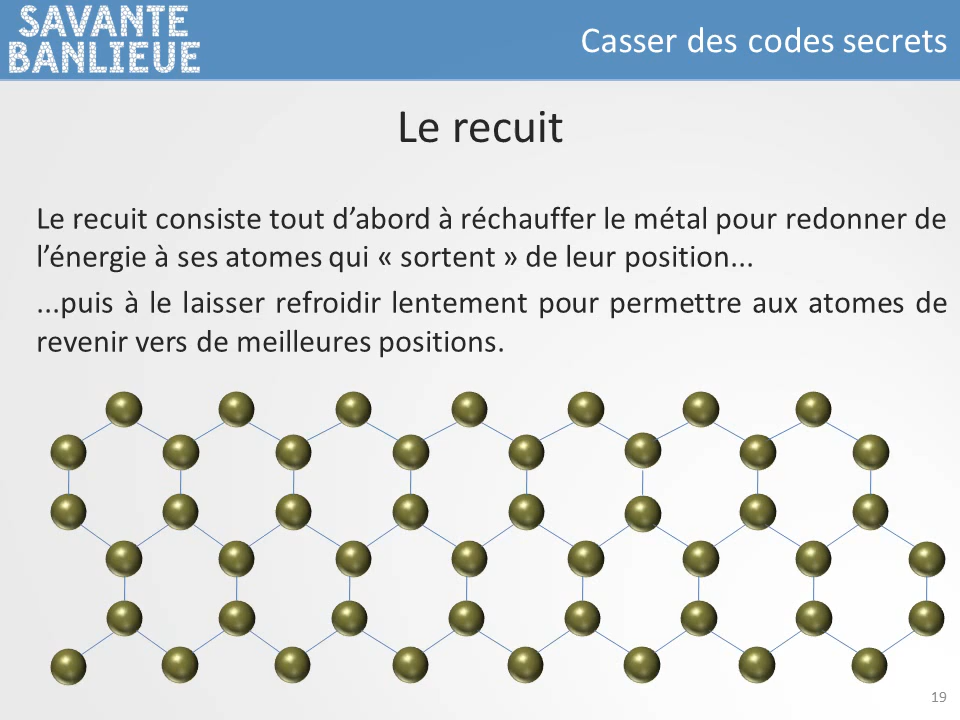 SAVANTE
BANLIEUE
Casser des codes secrets
Le recuit
Le recuit consiste tout d’abord à réchauffer le métal pour redonner de
l’énergie à ses atomes qui « sortent » de leur position...
...puis à le laisser refroidir lentement pour permettre aux atomes de
revenir vers de meilleures positions.
19